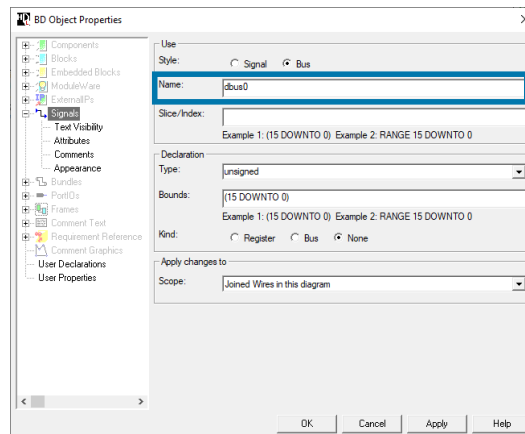 BD Object Properties
Components
Blocks
Embedded Blocks
ModuleWare
ExternalIPs
Signals
Text Visibility
Attributes
Comments
Appearance
Bundles
PortIOs
Frames
Comment Text
Requirement Reference
Comment Graphics
User Declarations
User Properties
Use
Style: Signal Bus
Name: dbus0
Slice/Index:
Example 1: (15 DOWNTO 0) Example 2: RANGE 15 DOWNTO 0
Declaration
Type: unsigned
Bounds: (15 DOWNTO 0)
Example 1: (15 DOWNTO 0) Example 2: RANGE 15 DOWNTO 0
Kind: Register Bus None
Apply changes to
Scope: Joined Wires in this diagram
OK Cancel Apply Help